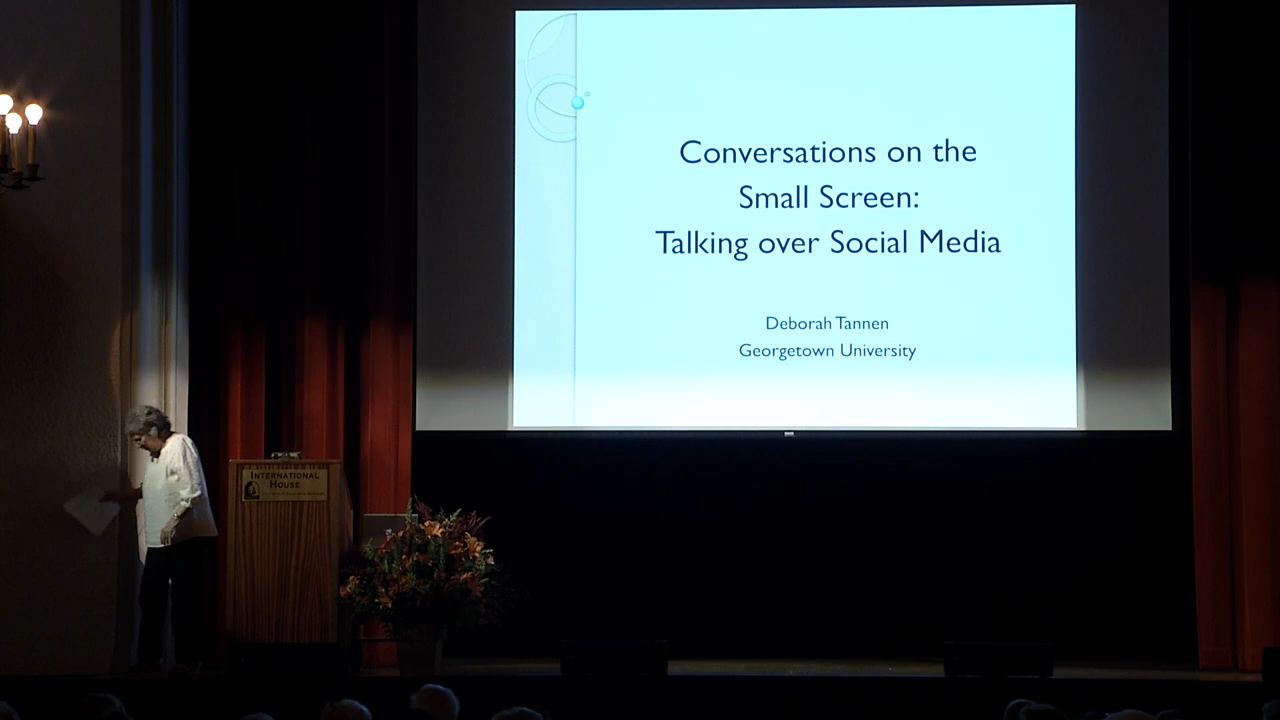 Conversations on the
Small Screen:
Talking over Social Media
Deborah Tannen
Georgetown University
INTERNATIONAL
HOUSE